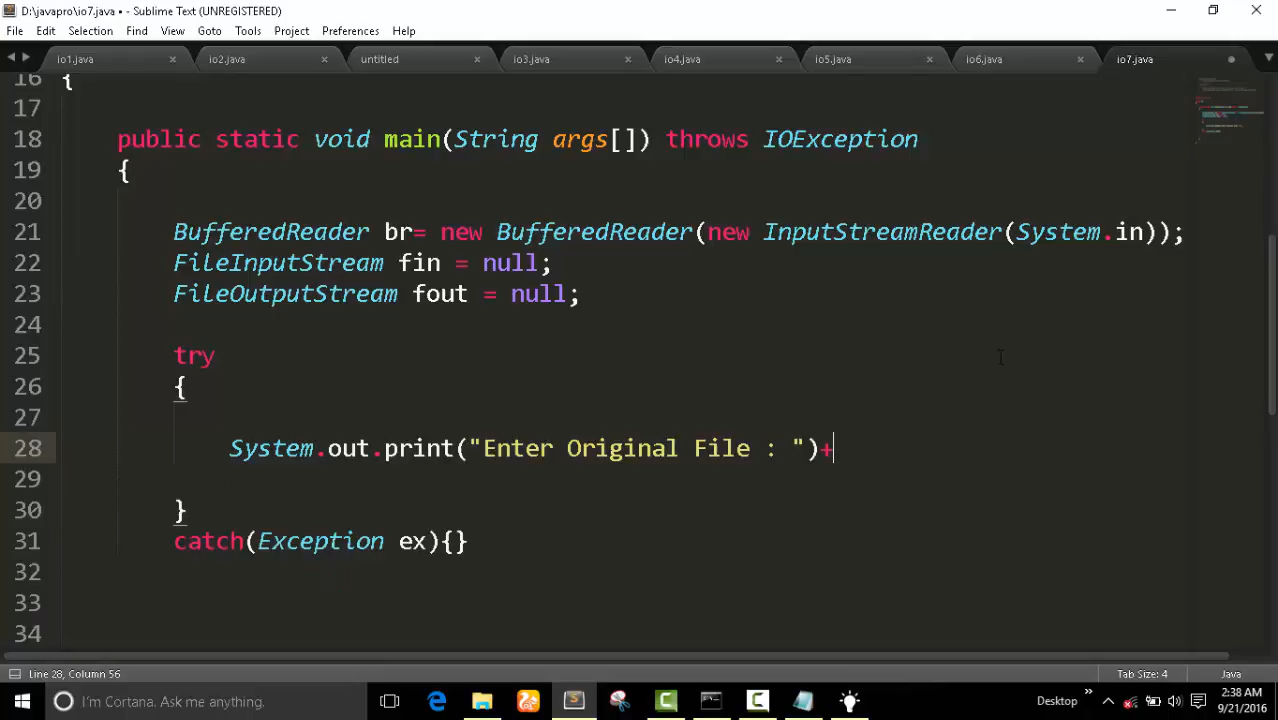 D:\javapro\io7.java • - Sublime Text (UNREGISTERED)
File Edit Selection Find View Goto Tools Project Preferences Help
io1.java io2.java untitled io3.java io4.java io5.java io6.java io7.java
16 {
17
18 public static void main(String args[]) throws IOException
19 {
20
21 BufferedReader br= new BufferedReader(new InputStreamReader(System.in));
22 FileInputStream fin = null;
23 FileOutputStream fout = null;
24
25 try
26 {
27
28 System.out.print("Enter Original File : ")+
29
30 }
31 catch(Exception ex){}
32
33
34
Line 28, Column 56 Tab Size: 4 Java
I'm Cortana. Ask me anything. Desktop 2:38 AM
9/21/2016